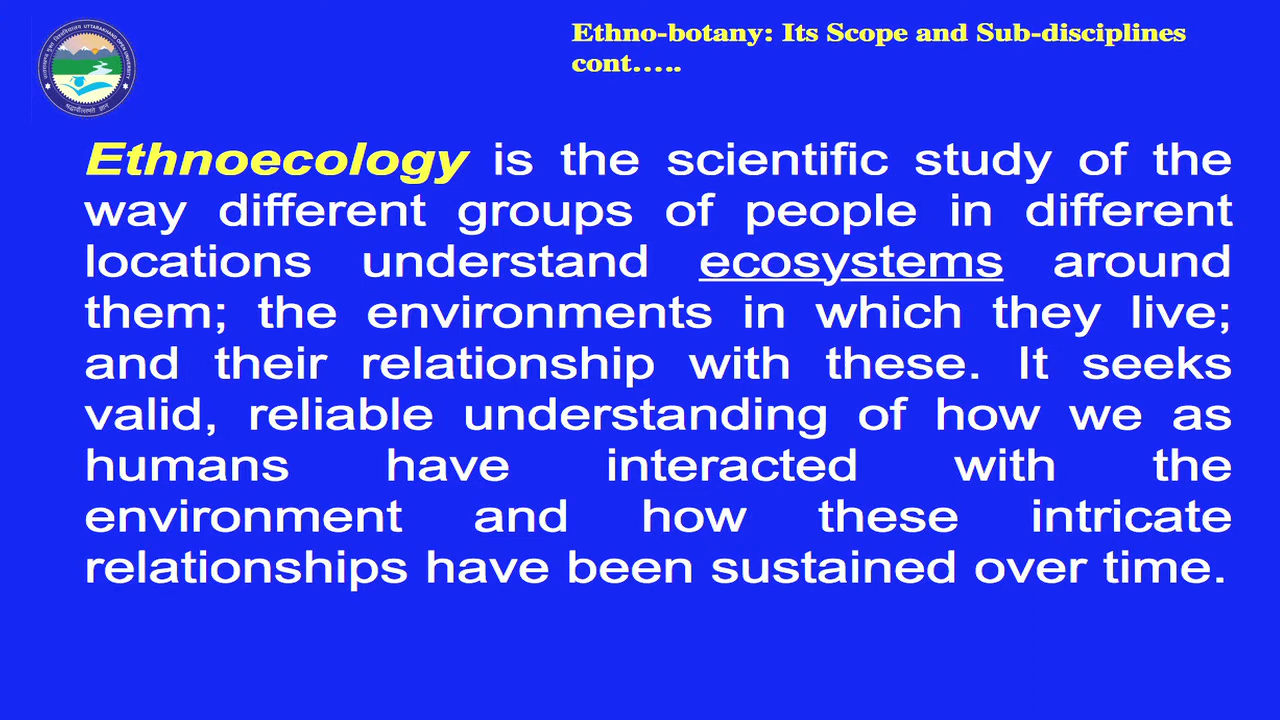 Ethno-botany: Its Scope and Sub-disciplines
cont…..
UTTARAKHAND OPEN UNIVERSITY
Ethnoecology is the scientific study of the
way different groups of people in different
locations understand ecosystems around
them; the environments in which they live;
and their relationship with these. It seeks
valid, reliable understanding of how we as
humans have interacted with the
environment and how these intricate
relationships have been sustained over time.